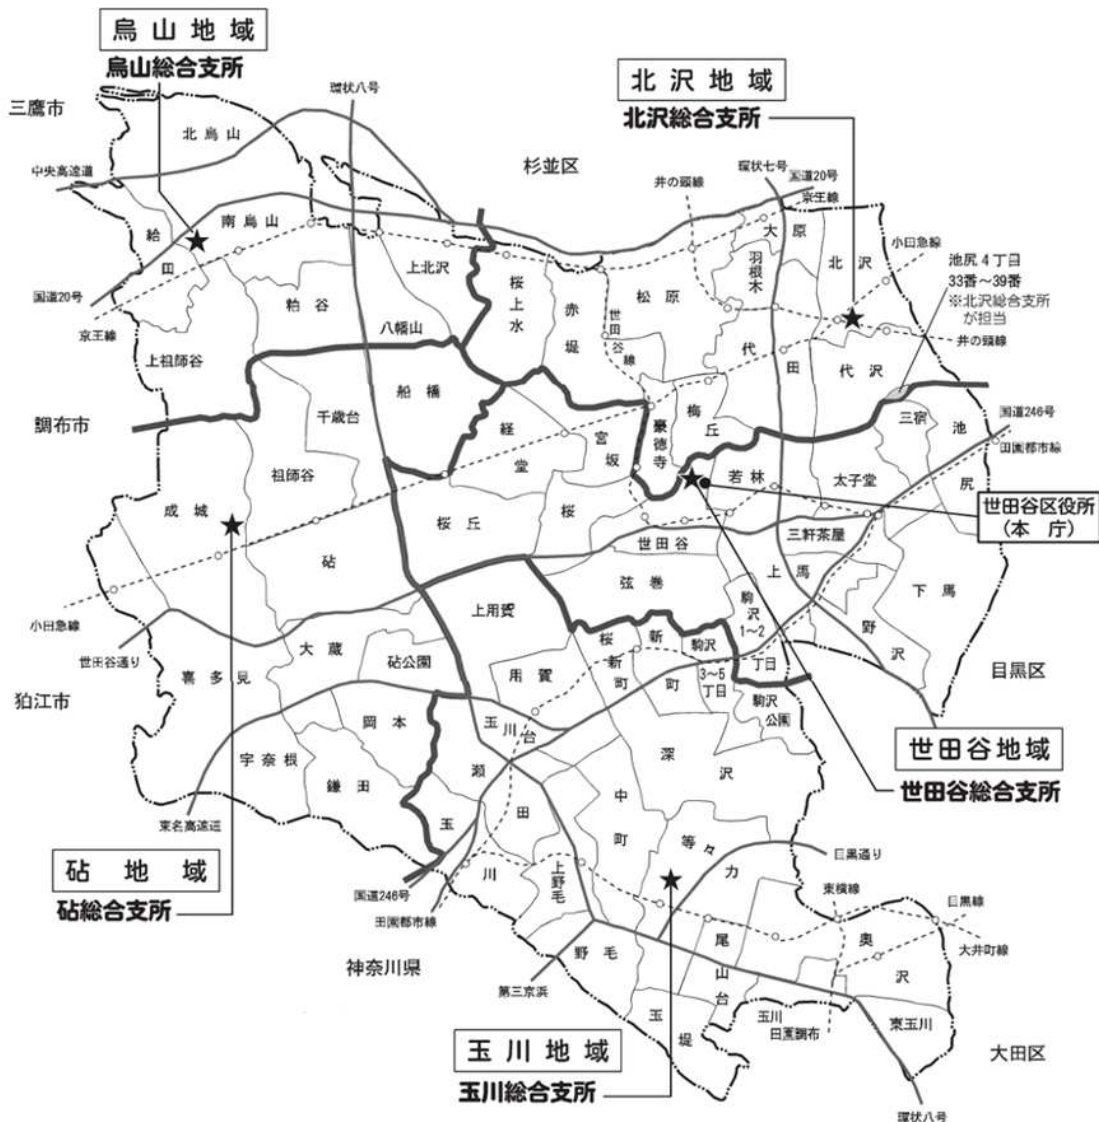 烏山地域
烏山総合支所
北沢地域
北沢総合支所
三鷹市
環状八号
北烏山
中央高速道
杉並区
井の頭線
環状七号
国道20号
京王線
大原
小田急線
給田
南烏山
上北沢
桜上水
赤堤
松原
羽根木
北沢
池尻4丁目
33番〜39番
※北沢総合支所
が担当
国道20号
京王線
粕谷
八幡山
世田谷線
代田
代沢
井の頭線
上祖師谷
調布市
船橋
千歳台
経堂
宮坂
豪徳寺
梅丘
三宿
池尻
国道246号
田園都市線
祖師谷
若林
太子堂
世田谷区役所
(本庁)
成城
桜丘
桜
世田谷
三軒茶屋
砧
弦巻
上馬
下馬
小田急線
上用賀
駒沢
1〜2
丁目
野沢
世田谷通り
大蔵
砧公園
桜新町
新町
駒沢
3〜5
丁目
目黒区
狛江市
喜多見
用賀
駒沢
公園
岡本
玉川台
宇奈根
鎌田
瀬田
深沢
世田谷地域
世田谷総合支所
東名高速道
玉川
中町
等々力
目黒通り
砧地域
砧総合支所
国道246号
田園都市線
上野毛
東横線
目黒線
大井町線
尾山台
奥沢
神奈川県
野毛
第三京浜
玉堤
玉川
田園調布
東玉川
玉川地域
玉川総合支所
大田区
環状八号